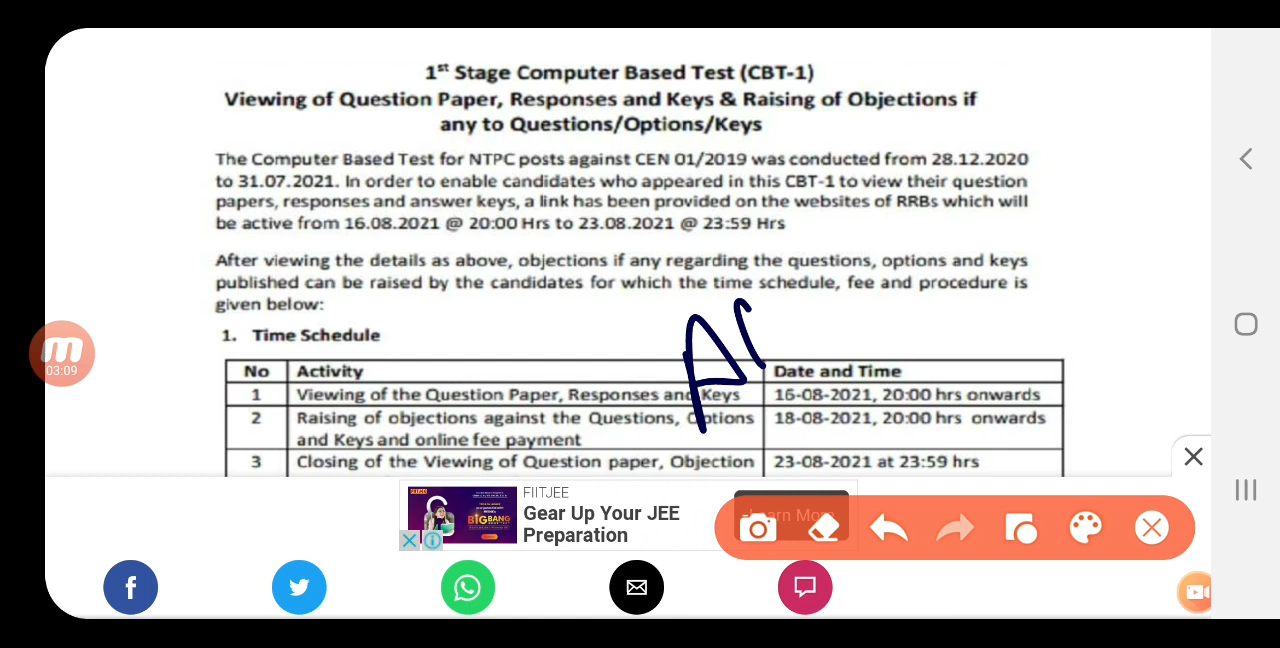 1st Stage Computer Based Test (CBT-1)
Viewing of Question Paper, Responses and Keys & Raising of Objections if
any to Questions/Options/Keys
The Computer Based Test for NTPC posts against CEN 01/2019 was conducted from 28.12.2020
to 31.07.2021. In order to enable candidates who appeared in this CBT-1 to view their question
papers, responses and answer keys, a link has been provided on the websites of RRBs which will
be active from 16.08.2021 @ 20:00 Hrs to 23.08.2021 @ 23:59 Hrs
After viewing the details as above, objections if any regarding the questions, options and keys
published can be raised by the candidates for which the time schedule, fee and procedure is
given below:
1. Time Schedule
No Activity Date and Time
1 Viewing of the Question Paper, Responses and Keys 16-08-2021, 20:00 hrs onwards
2 Raising of objections against the Questions, Options 18-08-2021, 20:00 hrs onwards
and Keys and online fee payment
3 Closing of the Viewing of Question paper, Objection 23-08-2021 at 23:59 hrs
03:09
FIITJEE
Gear Up Your JEE
Preparation
BIGBANG
Learn More